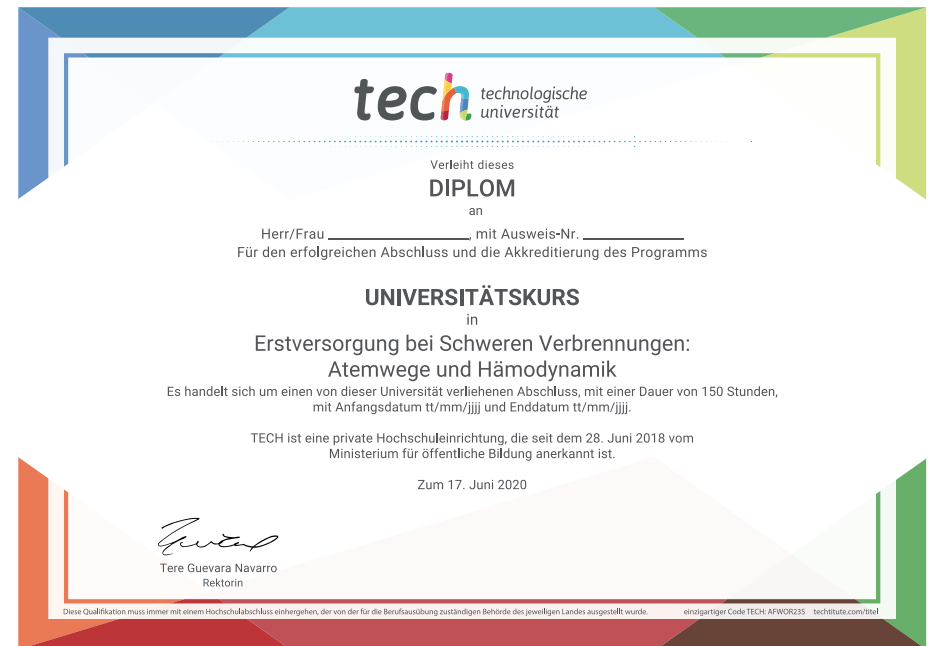 tech technologische
universität
Verleiht dieses
DIPLOM
an
Herr/Frau ________________, mit Ausweis-Nr. ____________
Für den erfolgreichen Abschluss und die Akkreditierung des Programms
UNIVERSITÄTSKURS
in
Erstversorgung bei Schweren Verbrennungen:
Atemwege und Hämodynamik
Es handelt sich um einen von dieser Universität verliehenen Abschluss, mit einer Dauer von 150 Stunden,
mit Anfangsdatum tt/mm/jjjj und Enddatum tt/mm/jjjj.
TECH ist eine private Hochschuleinrichtung, die seit dem 28. Juni 2018 vom
Ministerium für öffentliche Bildung anerkannt ist.
Zum 17. Juni 2020
Tere Guevara Navarro
Rektorin
Diese Qualifikation muss immer mit einem Hochschulabschluss einhergehen, der von der für die Berufsausübung zuständigen Behörde des jeweiligen Landes ausgestellt wurde. einzigartiger Code TECH: AFWOR23S techtitute.com/titel